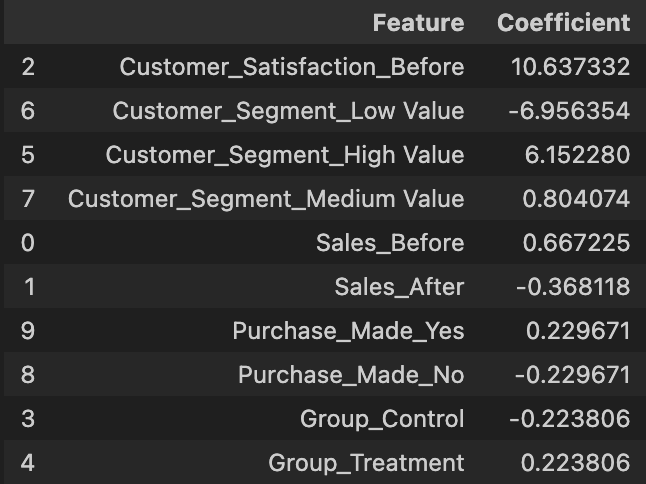 Feature Coefficient
2 Customer_Satisfaction_Before 10.637332
6 Customer_Segment_Low Value -6.956354
5 Customer_Segment_High Value 6.152280
7 Customer_Segment_Medium Value 0.804074
0 Sales_Before 0.667225
1 Sales_After -0.368118
9 Purchase_Made_Yes 0.229671
8 Purchase_Made_No -0.229671
3 Group_Control -0.223806
4 Group_Treatment 0.223806